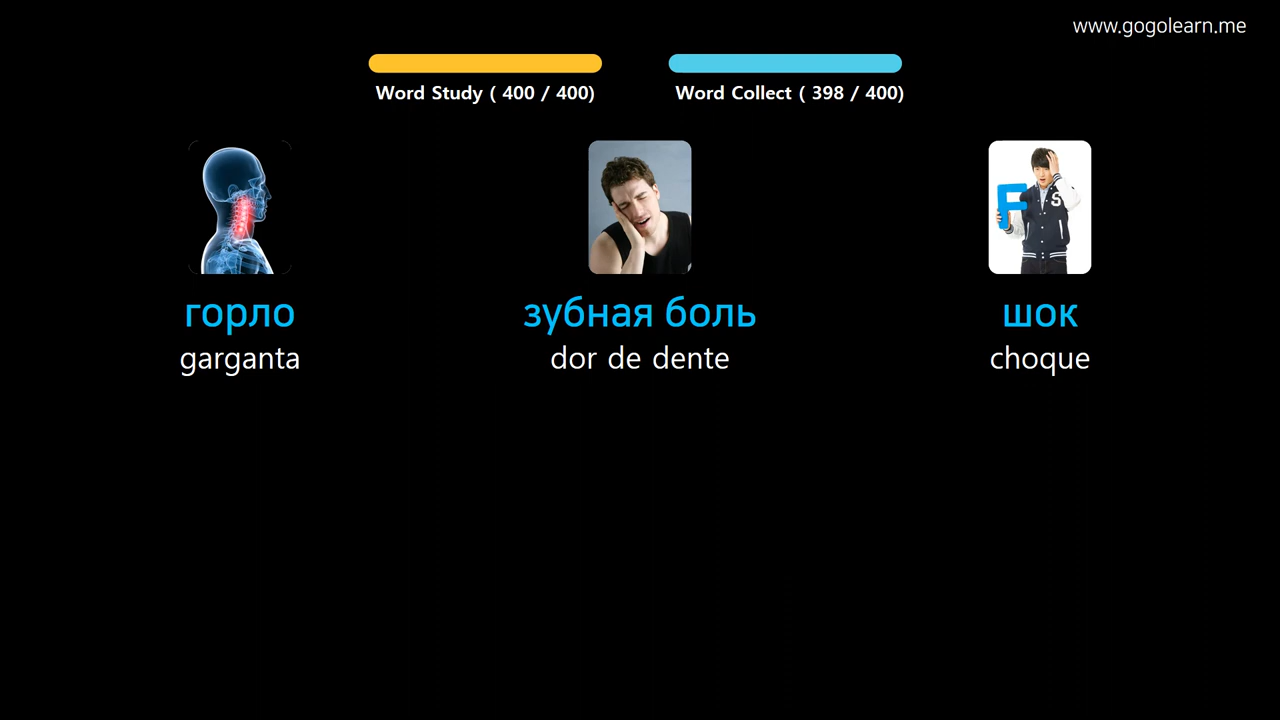 www.gogolearn.me
Word Study ( 400 / 400)
Word Collect ( 398 / 400)
F
S
горло
зубная боль
шок
garganta
dor de dente
choque